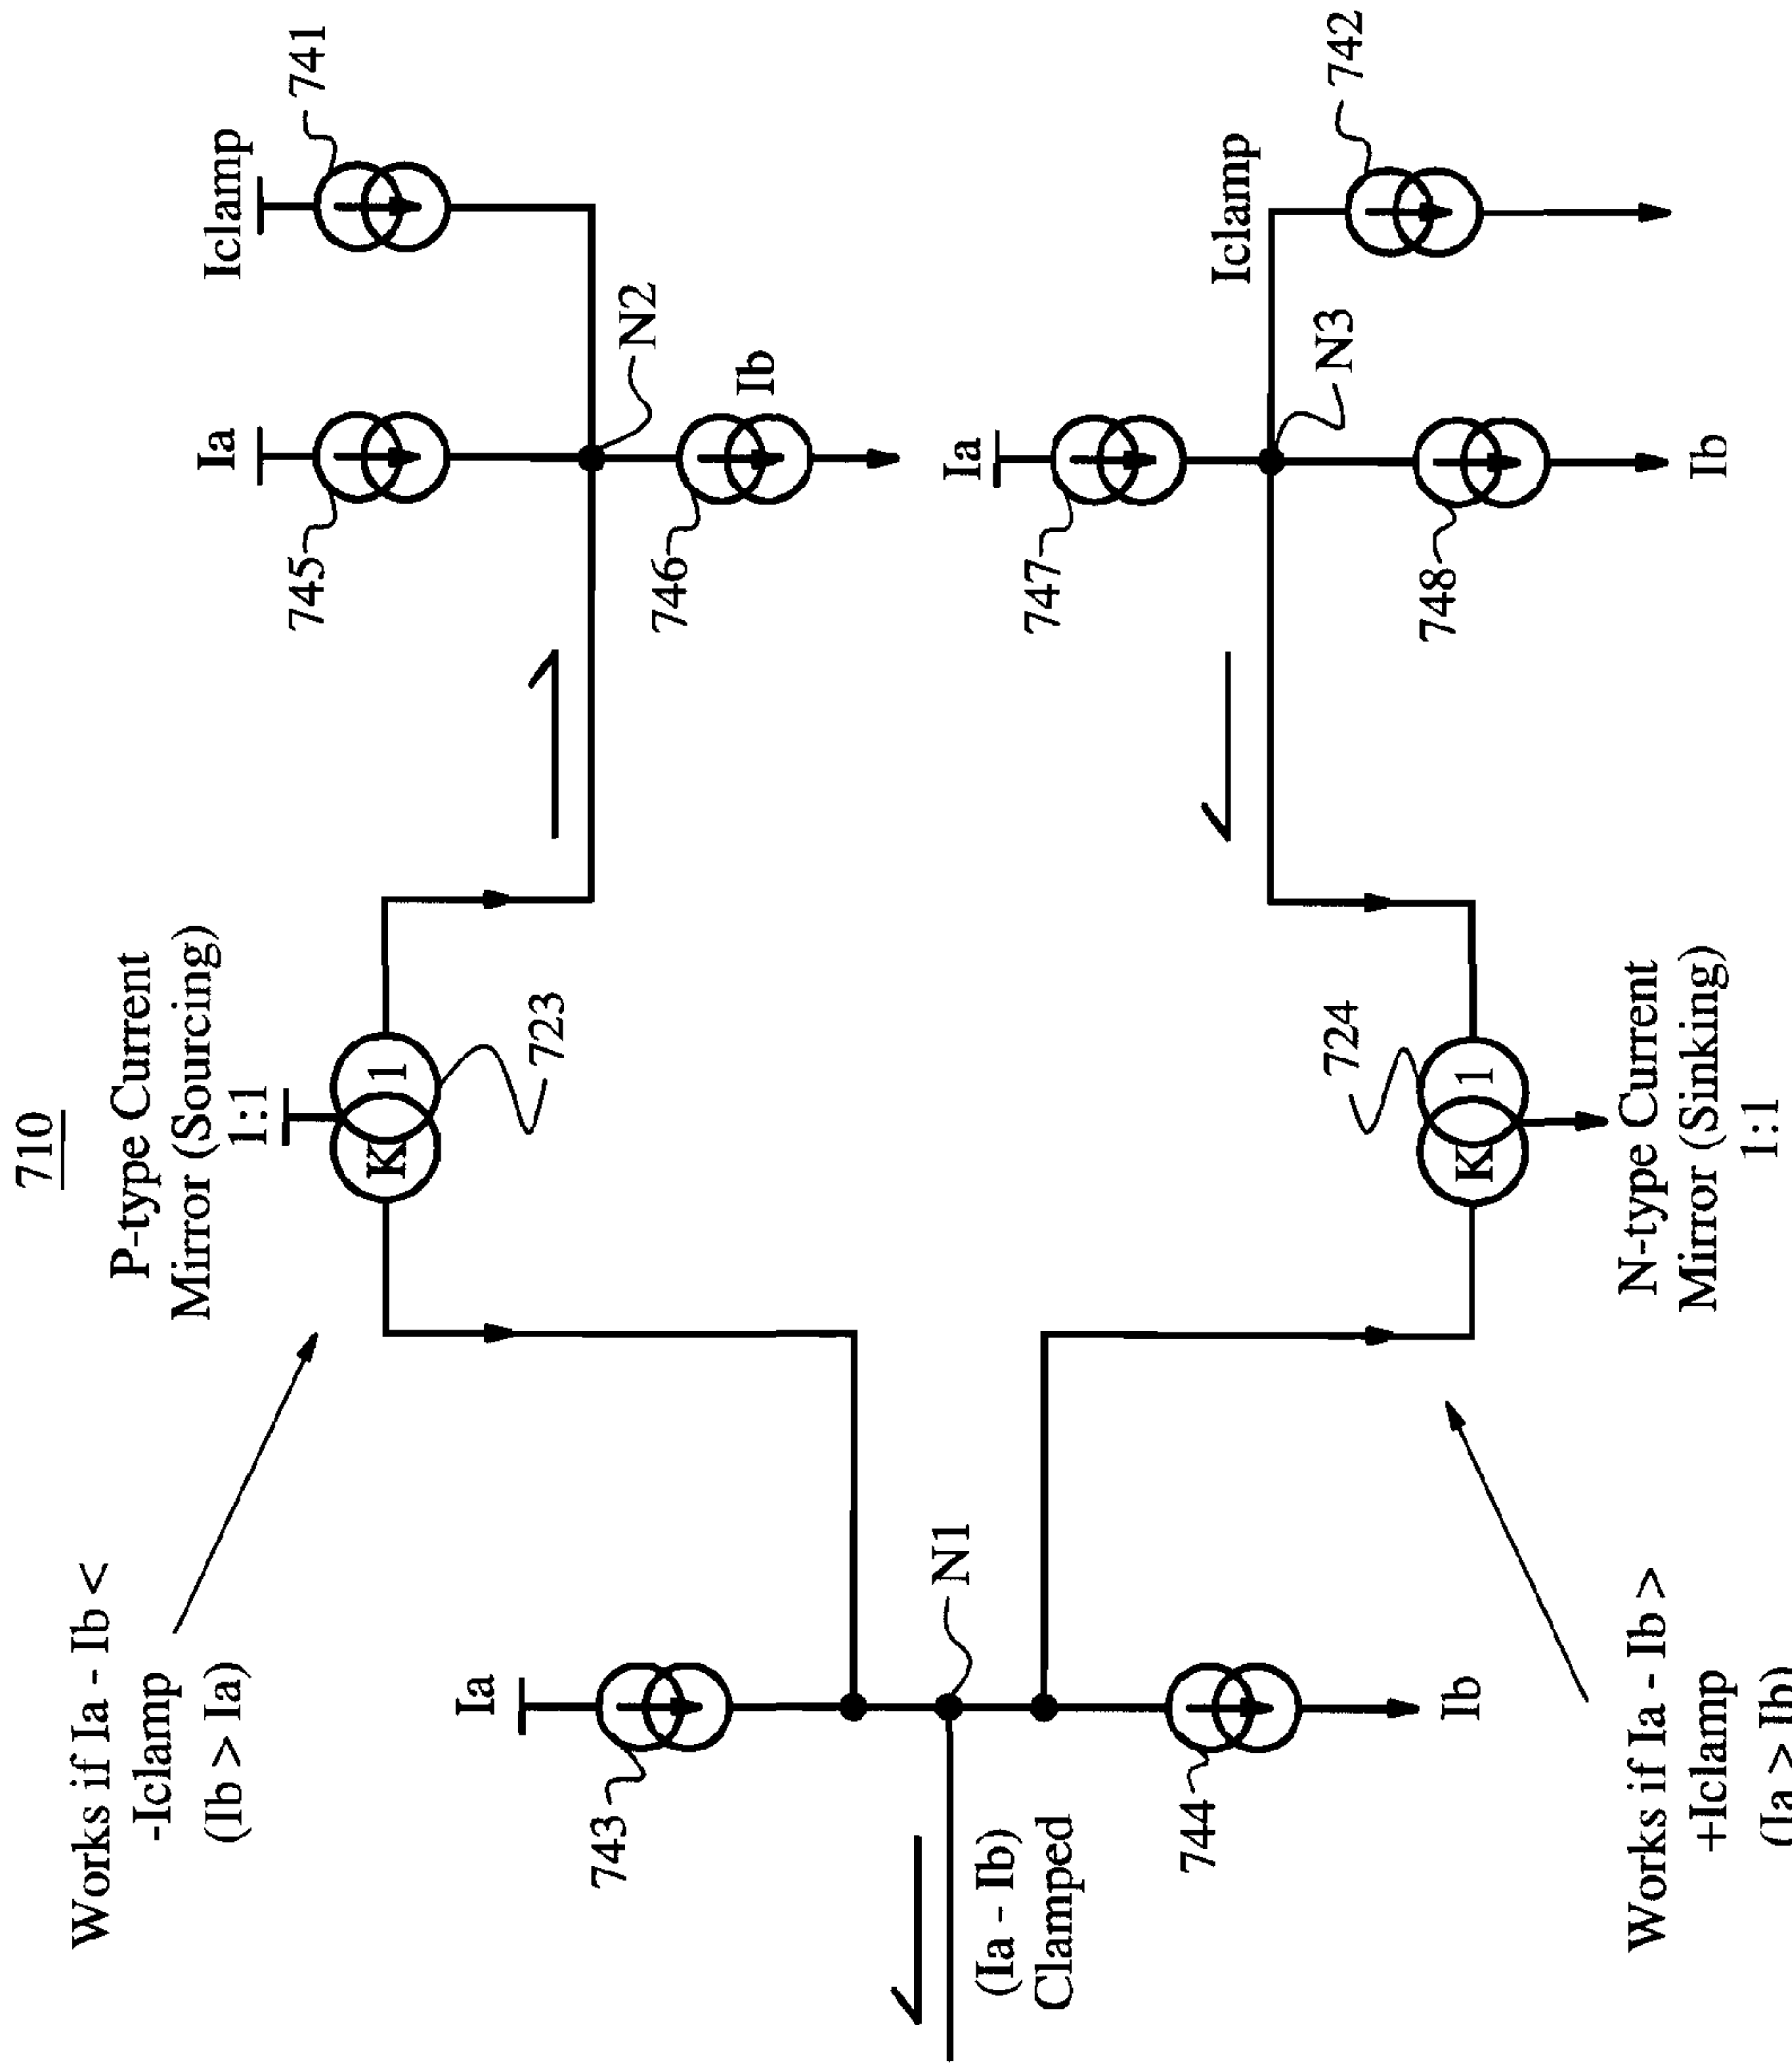 710
P-type Current
Mirror (Sourcing)
1:1
K 1
723
Works if Ia - Ib <
-Iclamp
(Ib > Ia)
Ia
743
N1
(Ia - Ib)
Clamped
744
Ib
Works if Ia - Ib >
+Iclamp
(Ia > Ib)
724
K 1
N-type Current
Mirror (Sinking)
1:1
Ia
745
Iclamp
741
N2
746
Ib
Ia
747
Iclamp
742
N3
748
Ib